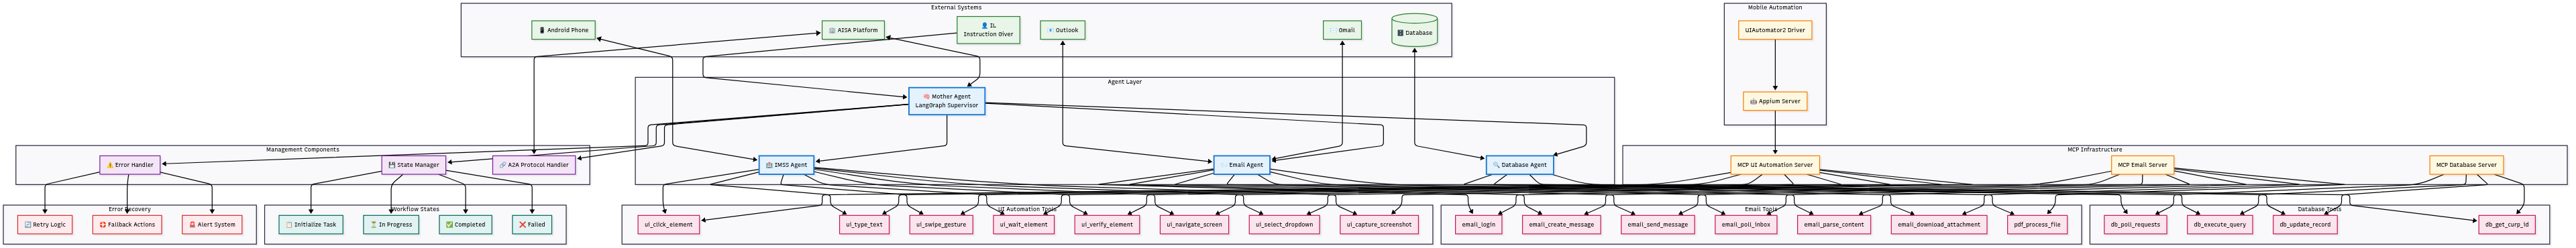 External Systems
Android Phone
AISA Platform
IL
Instruction Giver
Outlook
Gmail
Database
Mobile Automation
UIAutomator2 Driver
Appium Server
Agent Layer
Mother Agent
LangGraph Supervisor
IMSS Agent
Email Agent
Database Agent
Management Components
Error Handler
State Manager
A2A Protocol Handler
MCP Infrastructure
MCP UI Automation Server
MCP Email Server
MCP Database Server
Error Recovery
Retry Logic
Fallback Actions
Alert System
Workflow States
Initialize Task
In Progress
Completed
Failed
UI Automation Tools
ui_click_element
ui_type_text
ui_swipe_gesture
ui_wait_element
ui_verify_element
ui_navigate_screen
ui_select_dropdown
ui_capture_screenshot
Email Tools
email_login
email_create_message
email_send_message
email_poll_inbox
email_parse_content
email_download_attachment
pdf_process_file
Database Tools
db_poll_requests
db_execute_query
db_update_record
db_get_curp_id